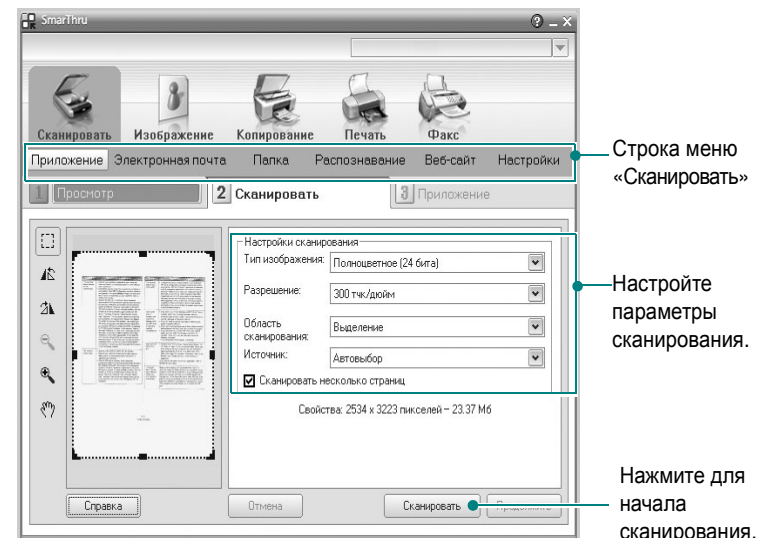 SmarThru
Сканировать Изображение Копирование Печать Факс
Приложение Электронная почта Папка Распознавание Веб-сайт Настройки
Строка меню
«Сканировать»
1 Просмотр 2 Сканировать 3 Приложение
Настройки сканирования
Тип изображения: Полноцветное (24 бита)
Разрешение: 300 тчк/дюйм
Область
сканирования: Выделение
Источник: Автовыбор
Сканировать несколько страниц
Свойства: 2534 x 3223 пикселей – 23.37 Мб
Настройте
параметры
сканирования.
Справка Отмена Сканировать
Нажмите для
начала
сканирования.